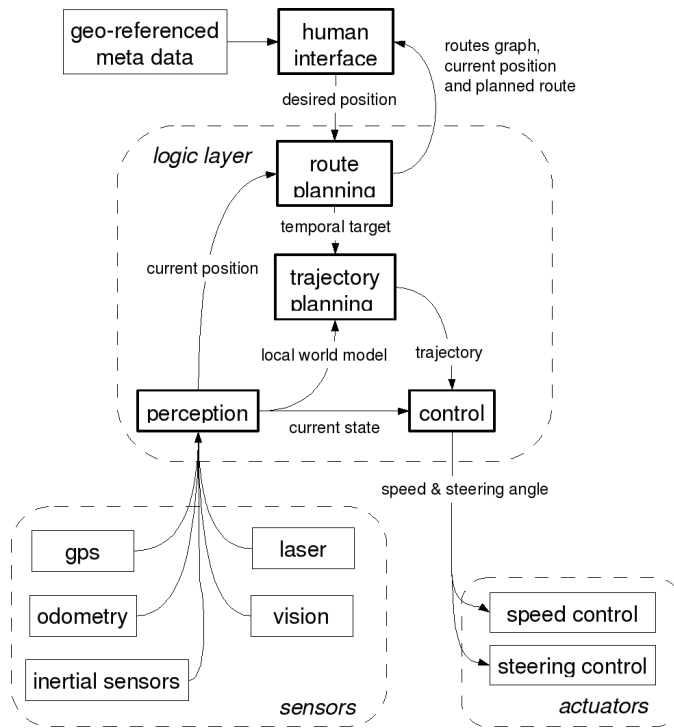 geo-referenced
meta data
human
interface
routes graph,
current position
and planned route
desired position
logic layer
route
planning
temporal target
current position
trajectory
planning
local world model
trajectory
perception
control
current state
speed & steering angle
gps
laser
odometry
vision
inertial sensors
sensors
speed control
steering control
actuators